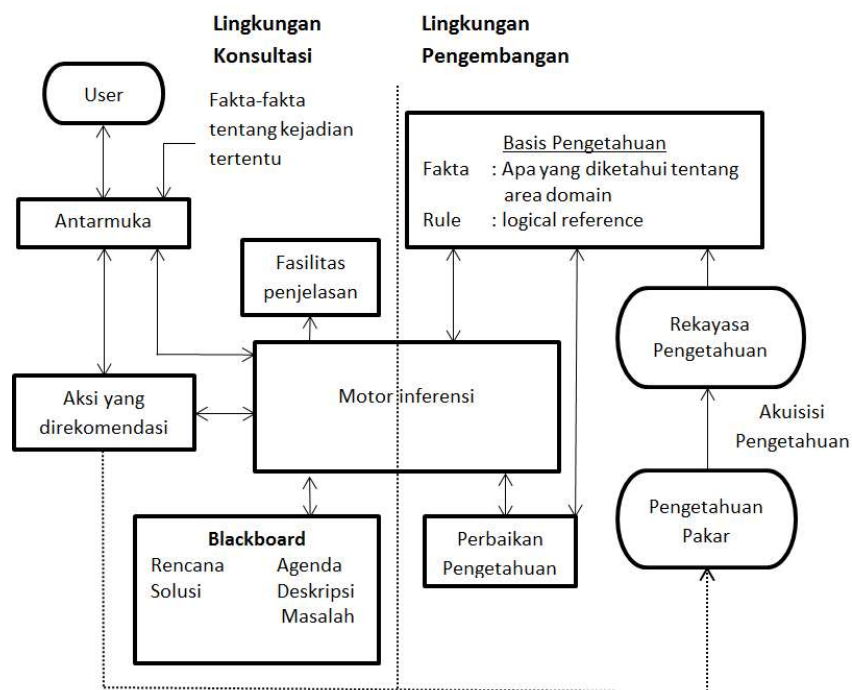 Lingkungan
Konsultasi
Lingkungan
Pengembangan
User
Fakta-fakta
tentang kejadian
tertentu
Basis Pengetahuan
Fakta : Apa yang diketahui tentang
area domain
Rule : logical reference
Antarmuka
Fasilitas
penjelasan
Rekayasa
Pengetahuan
Aksi yang
direkomendasi
Motor inferensi
Akuisisi
Pengetahuan
Pengetahuan
Pakar
Blackboard
Rencana Agenda
Solusi Deskripsi
Masalah
Perbaikan
Pengetahuan